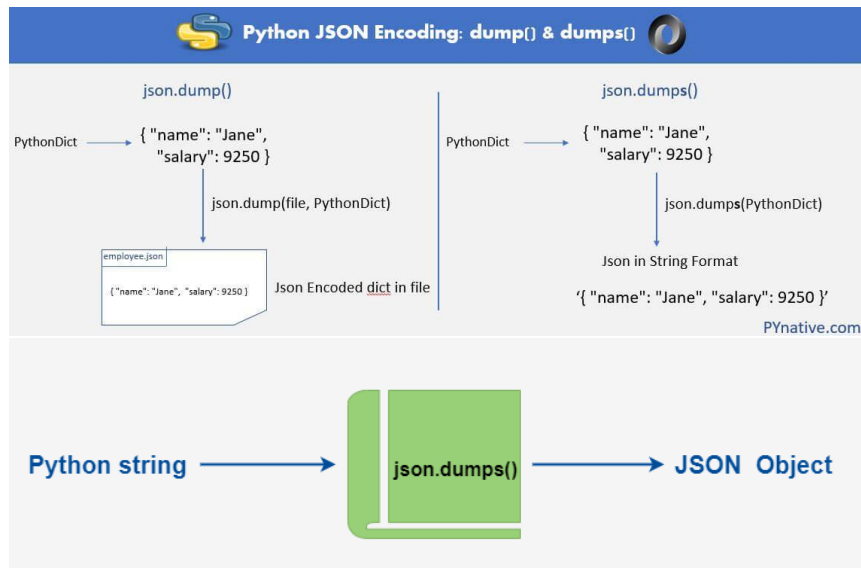 Python JSON Encoding: dump() & dumps()
json.dump()
PythonDict
{ "name": "Jane",
"salary": 9250 }
json.dump(file, PythonDict)
employee.json
{ "name": "Jane", "salary": 9250 }
Json Encoded dict in file
json.dumps()
PythonDict
{ "name": "Jane",
"salary": 9250 }
json.dumps(PythonDict)
Json in String Format
‘{ "name": "Jane", "salary": 9250 }’
PYnative.com
Python string
json.dumps()
JSON Object